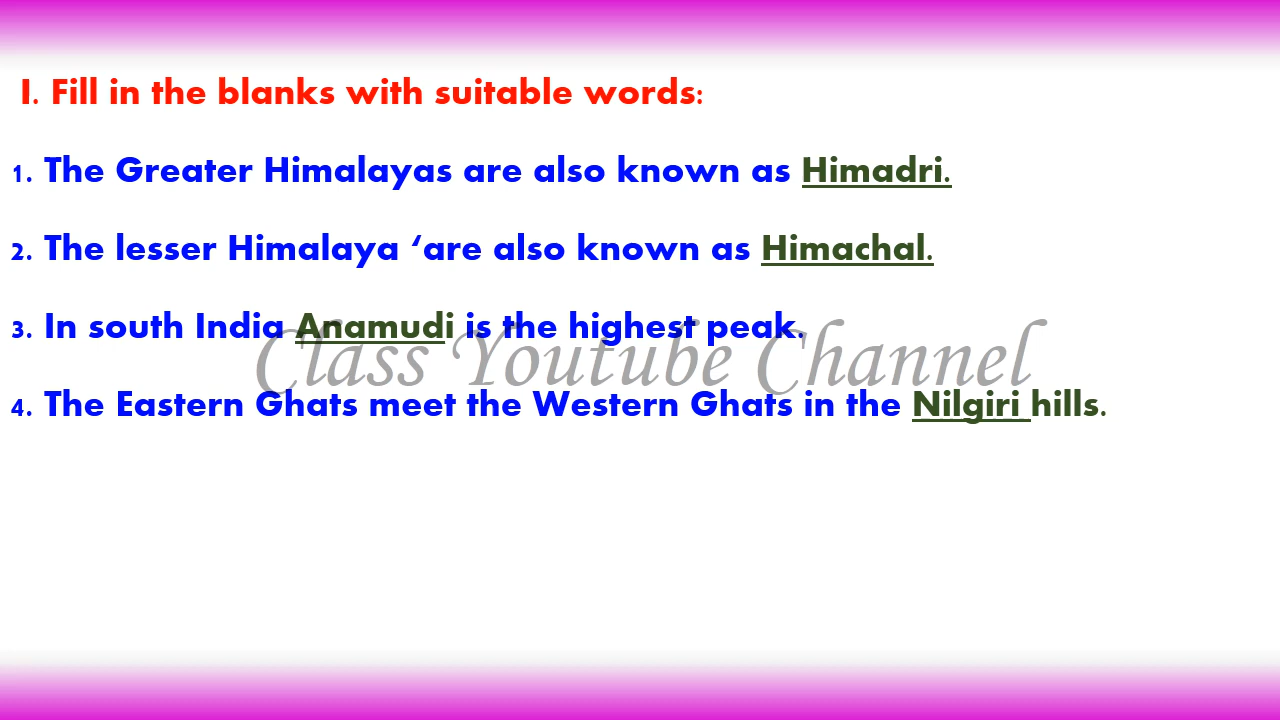 I. Fill in the blanks with suitable words:
1. The Greater Himalayas are also known as Himadri.
2. The lesser Himalaya ‘are also known as Himachal.
3. In south India Anamudi is the highest peak.
Class Youtube Channel
4. The Eastern Ghats meet the Western Ghats in the Nilgiri hills.